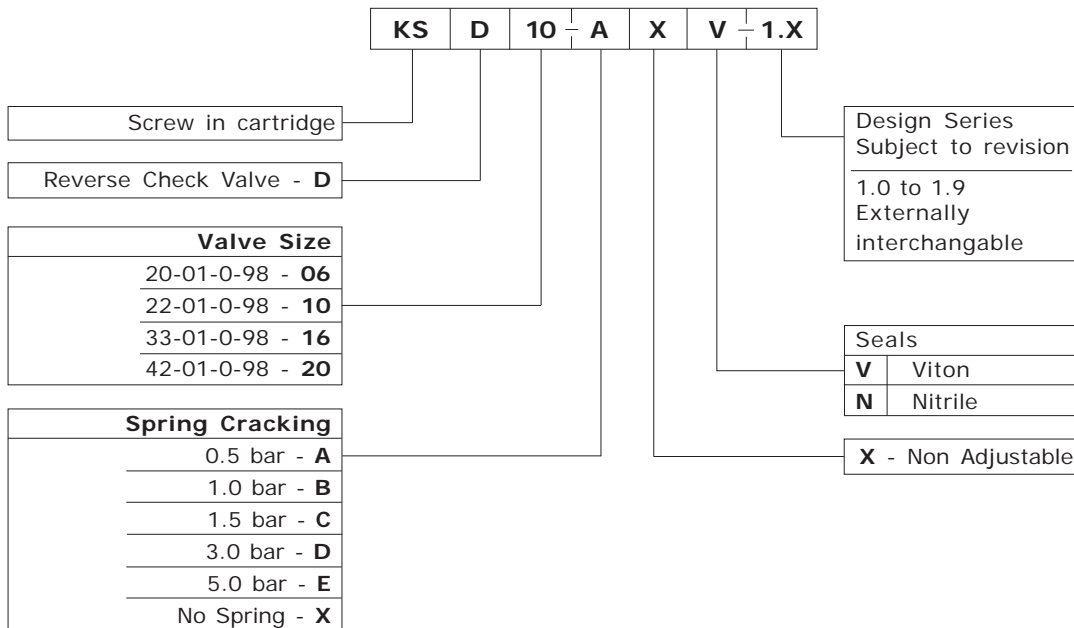 KS D 10 - A X V - 1.X
Screw in cartridge
Reverse Check Valve - D
Valve Size
20-01-0-98 - 06
22-01-0-98 - 10
33-01-0-98 - 16
42-01-0-98 - 20
Spring Cracking
0.5 bar - A
1.0 bar - B
1.5 bar - C
3.0 bar - D
5.0 bar - E
No Spring - X
Design Series
Subject to revision
1.0 to 1.9
Externally
interchangable
Seals
V Viton
N Nitrile
X - Non Adjustable